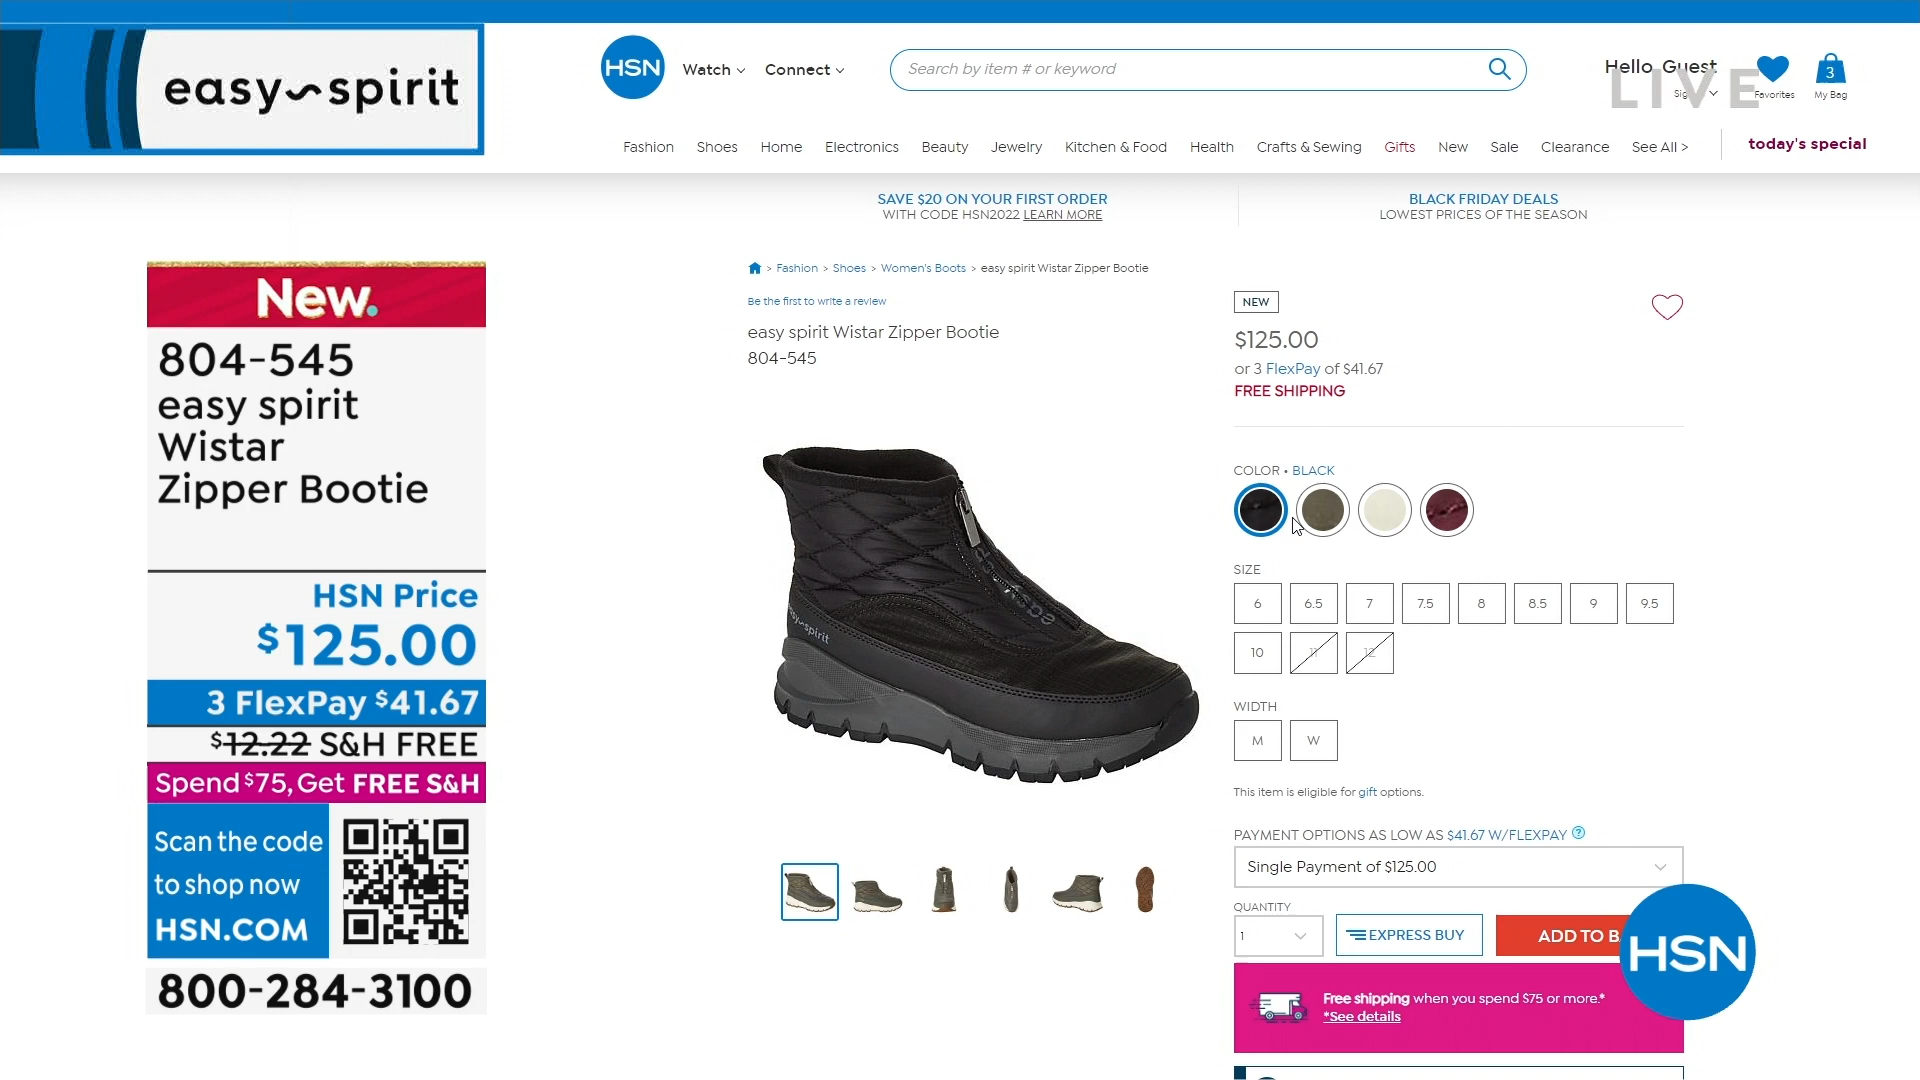 easy spirit
HSN
Watch
Connect
Search by item # or keyword
Hello, Guest
LIVE
Favorites
3
My Bag
Fashion
Shoes
Home
Electronics
Beauty
Jewelry
Kitchen & Food
Health
Crafts & Sewing
Gifts
New
Sale
Clearance
See All >
today's special
SAVE $20 ON YOUR FIRST ORDER
WITH CODE HSN2022 LEARN MORE
BLACK FRIDAY DEALS
LOWEST PRICES OF THE SEASON
New.
804-545
easy spirit
Wistar
Zipper Bootie
HSN Price
$125.00
3 FlexPay $41.67
$12.22 S&H FREE
Spend $75, Get FREE S&H
Scan the code
to shop now
HSN.COM
800-284-3100
> Fashion > Shoes > Women's Boots > easy spirit Wistar Zipper Bootie
Be the first to write a review
easy spirit Wistar Zipper Bootie
804-545
easy spirit
NEW
$125.00
or 3 FlexPay of $41.67
FREE SHIPPING
COLOR • BLACK
SIZE
6
6.5
7
7.5
8
8.5
9
9.5
10
11
12
WIDTH
M
W
This item is eligible for gift options.
PAYMENT OPTIONS AS LOW AS $41.67 W/FLEXPAY ?
Single Payment of $125.00
QUANTITY
1
EXPRESS BUY
ADD TO B
HSN
Free shipping when you spend $75 or more.*
*See details